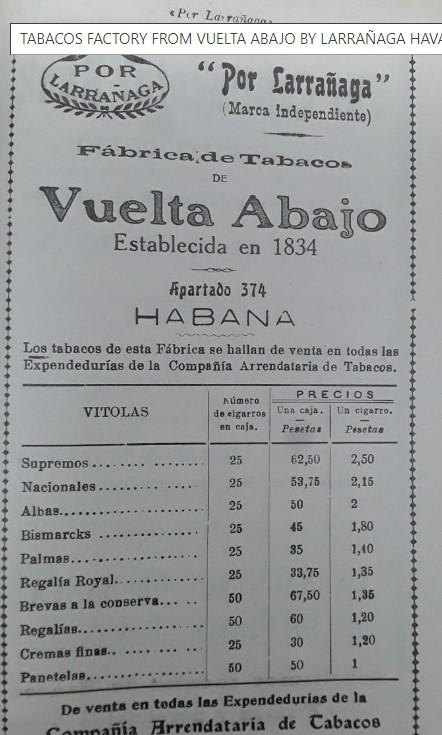 «Por Larrañaga»
TABACOS FACTORY FROM VUELTA ABAJO BY LARRAÑAGA HAVA
POR
LARRAÑAGA
“Por Larrañaga”
(Marca Independiente)
Fábrica de Tabacos
DE
Vuelta Abajo
Establecida en 1834
Apartado 374
HABANA
Los tabacos de esta Fábrica se hallan de venta en todas las
Expendedurías de la Compañía Arrendataria de Tabacos.
VITOLAS Número de cigarros en caja. PRECIOS
Una caja. — Pesetas Un cigarro. — Pesetas
Supremos... 25 62,50 2,50
Nacionales... 25 53,75 2,15
Albas... 25 50 2
Bismarcks... 25 45 1,80
Palmas... 25 35 1,40
Regalía Royal... 25 33,75 1,35
Brevas a la conserva... 50 67,50 1,35
Regalías... 50 60 1,20
Cremas finas.. 25 30 1,20
Panetelas... 50 50 1
De venta en todas las Expendedurías de la
Compañía Arrendataria de Tabacos